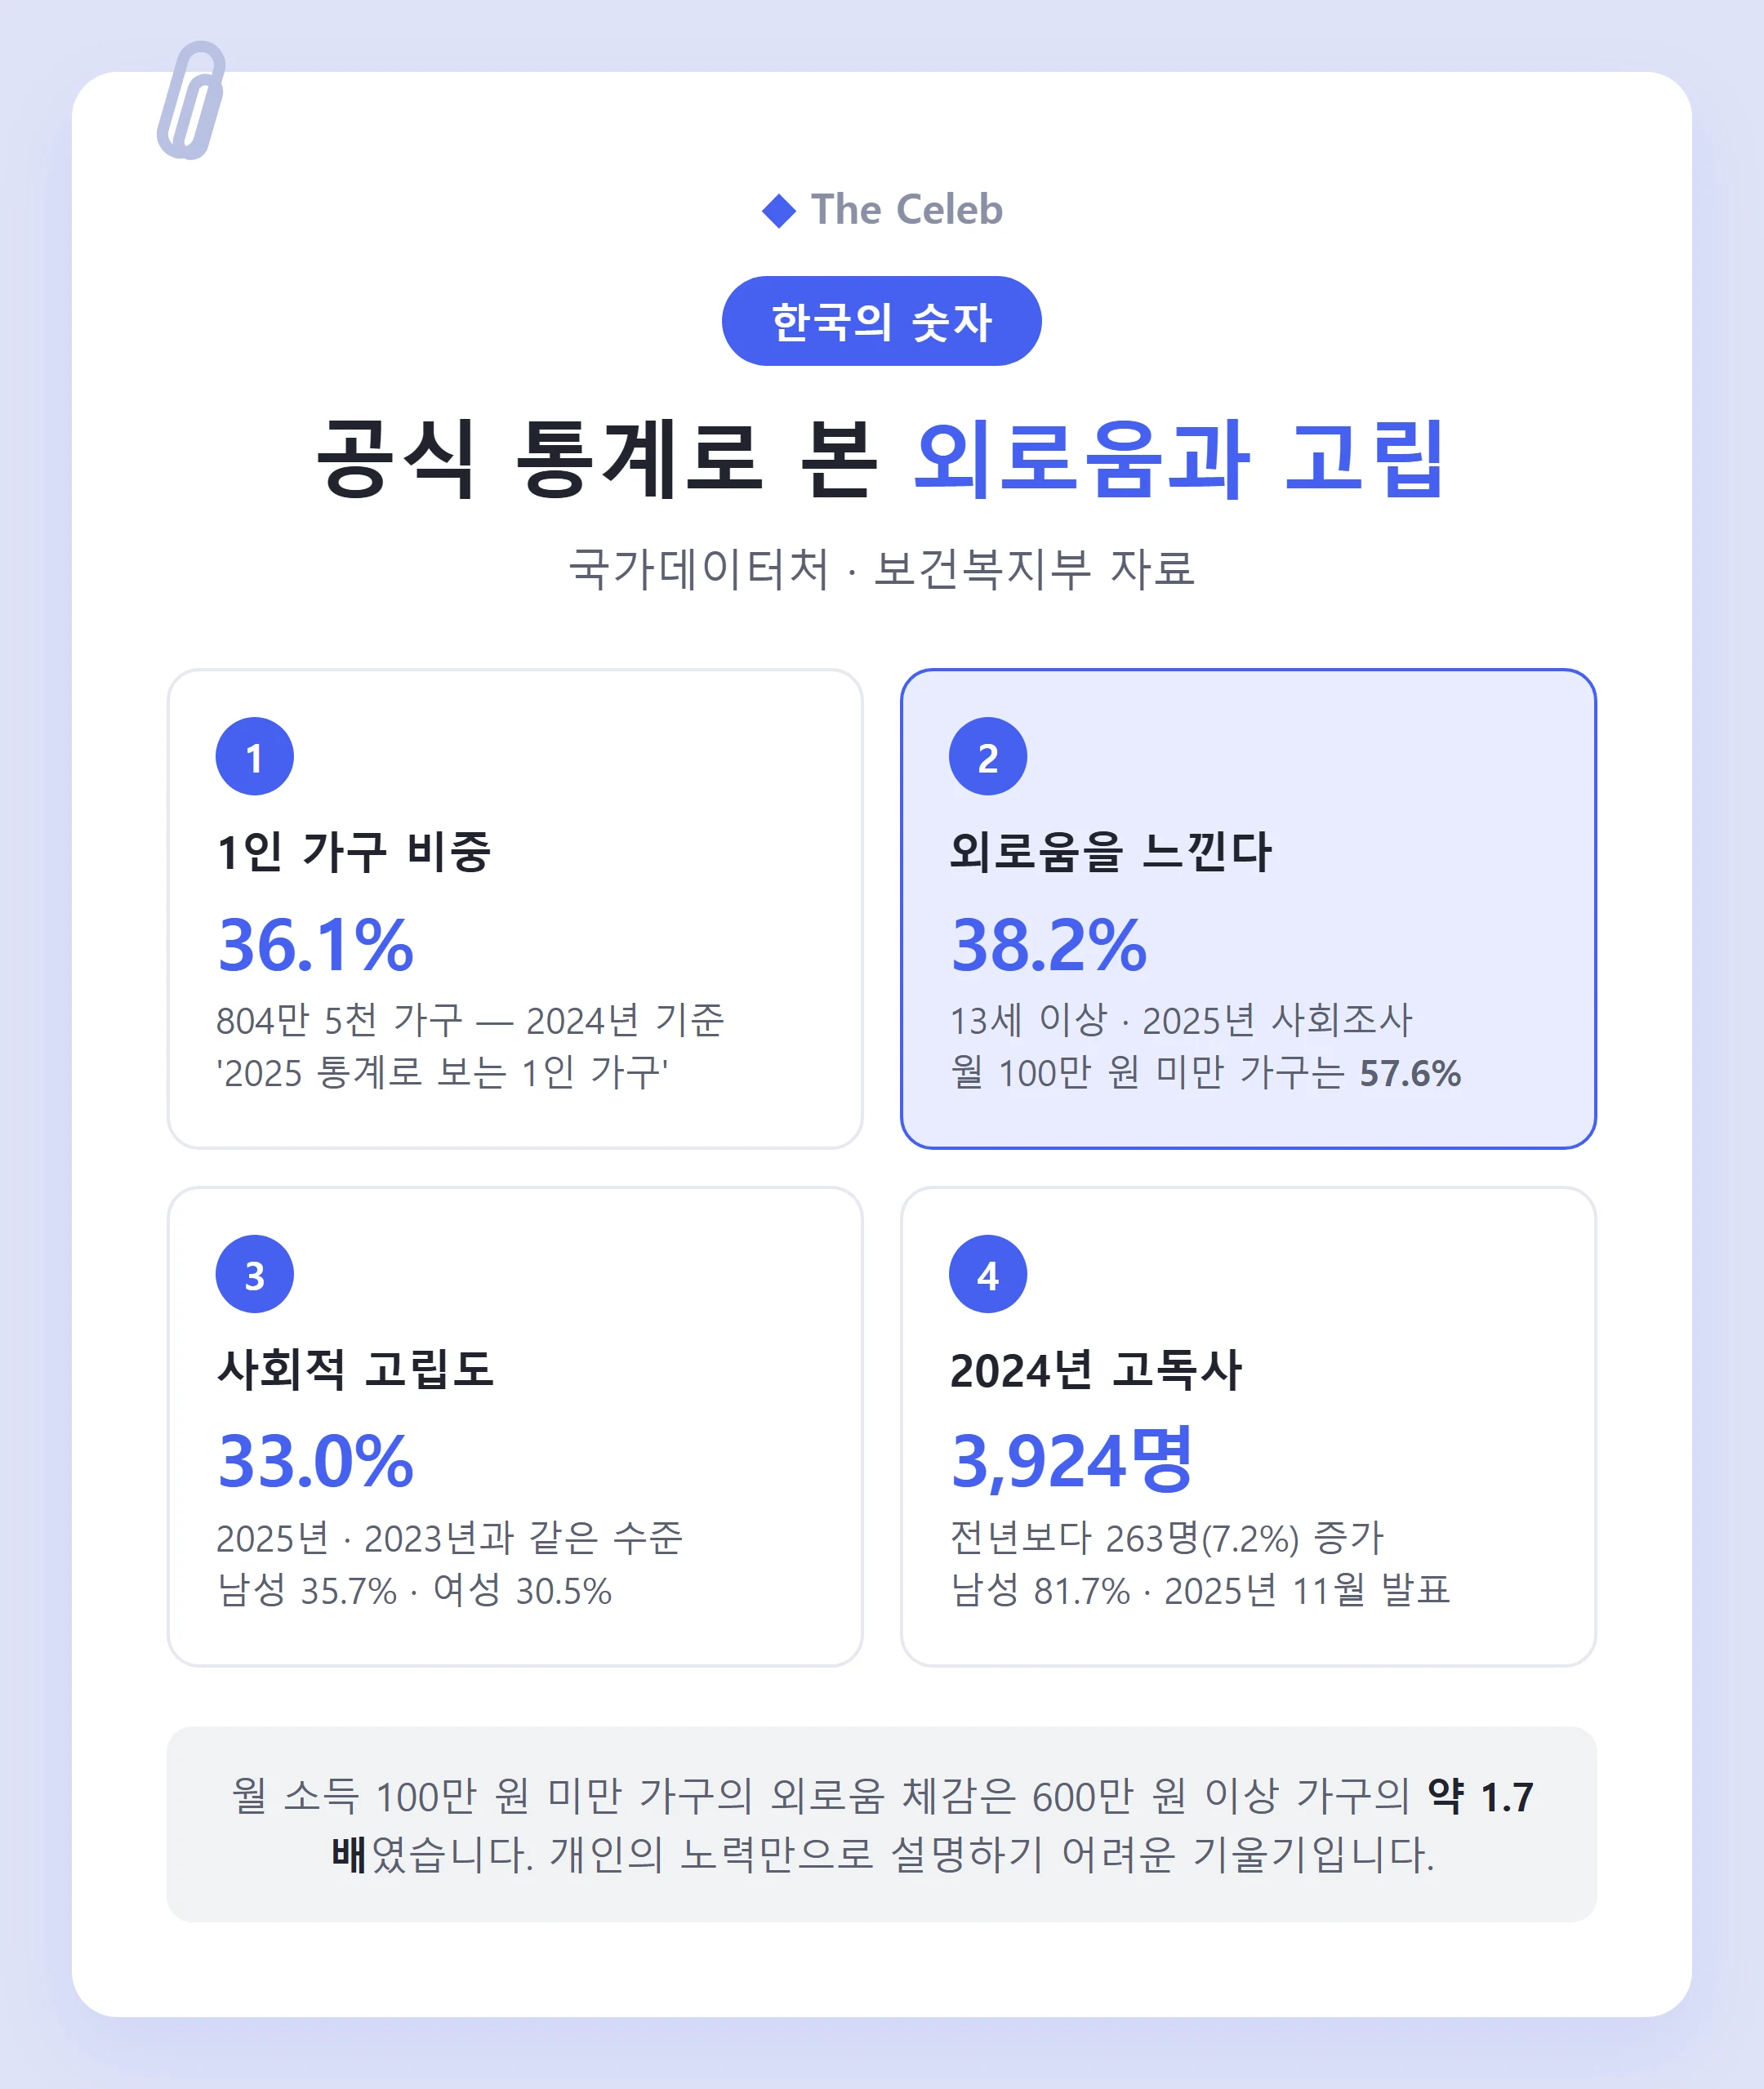 The Celeb
한국의 숫자
공식 통계로 본 외로움과 고립
국가데이터처 · 보건복지부 자료
1
1인 가구 비중
36.1%
804만 5천 가구 — 2024년 기준
'2025 통계로 보는 1인 가구'
2
외로움을 느낀다
38.2%
13세 이상 · 2025년 사회조사
월 100만 원 미만 가구는 57.6%
3
사회적 고립도
33.0%
2025년 · 2023년과 같은 수준
남성 35.7% · 여성 30.5%
4
2024년 고독사
3,924명
전년보다 263명(7.2%) 증가
남성 81.7% · 2025년 11월 발표
월 소득 100만 원 미만 가구의 외로움 체감은 600만 원 이상 가구의 약 1.7
배였습니다. 개인의 노력만으로 설명하기 어려운 기울기입니다.